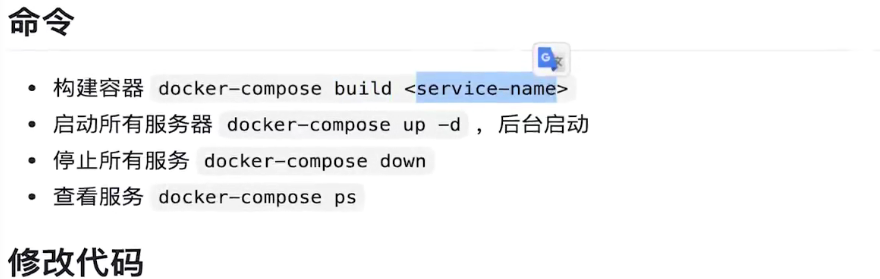 命令
构建容器 docker-compose build <service-name>
启动所有服务器 docker-compose up -d ，后台启动
停止所有服务 docker-compose down
查看服务 docker-compose ps
修改代码